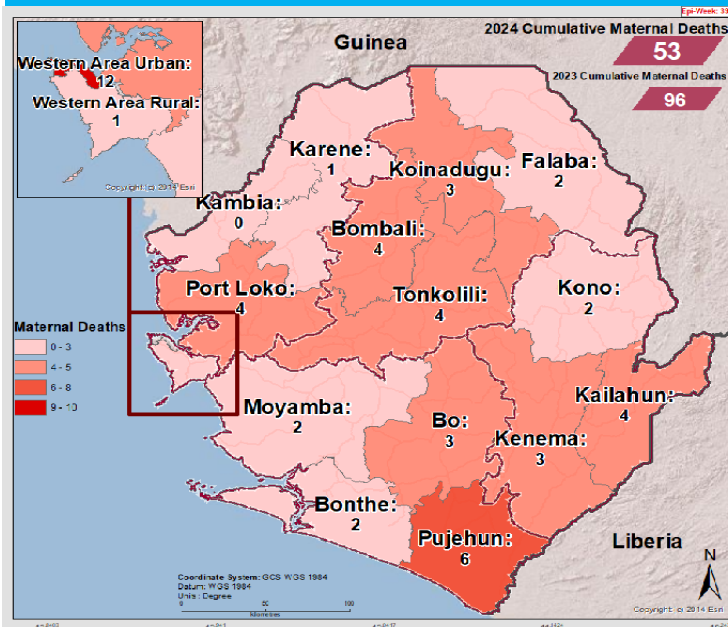 Epi-Week: 39
2024 Cumulative Maternal Deaths
53
2023 Cumulative Maternal Deaths
96
Guinea
Western Area Urban:
12
Western Area Rural:
1
Copyright: (c) 2014 Esri
Karene:
1
Koinadugu:
3
Falaba:
2
Kambia:
0
Bombali:
4
Port Loko:
4
Tonkolili:
4
Kono:
2
Maternal Deaths
0 - 3
4 - 5
6 - 8
9 - 10
Moyamba:
2
Bo:
3
Kenema:
3
Kailahun:
4
Bonthe:
2
Pujehun:
6
Liberia
N
Coordinate System: GCS WGS 1984
Datum: WGS 1984
Units: Degree
0 50 100
kilometres
Copyright: (c) 2014 Esri